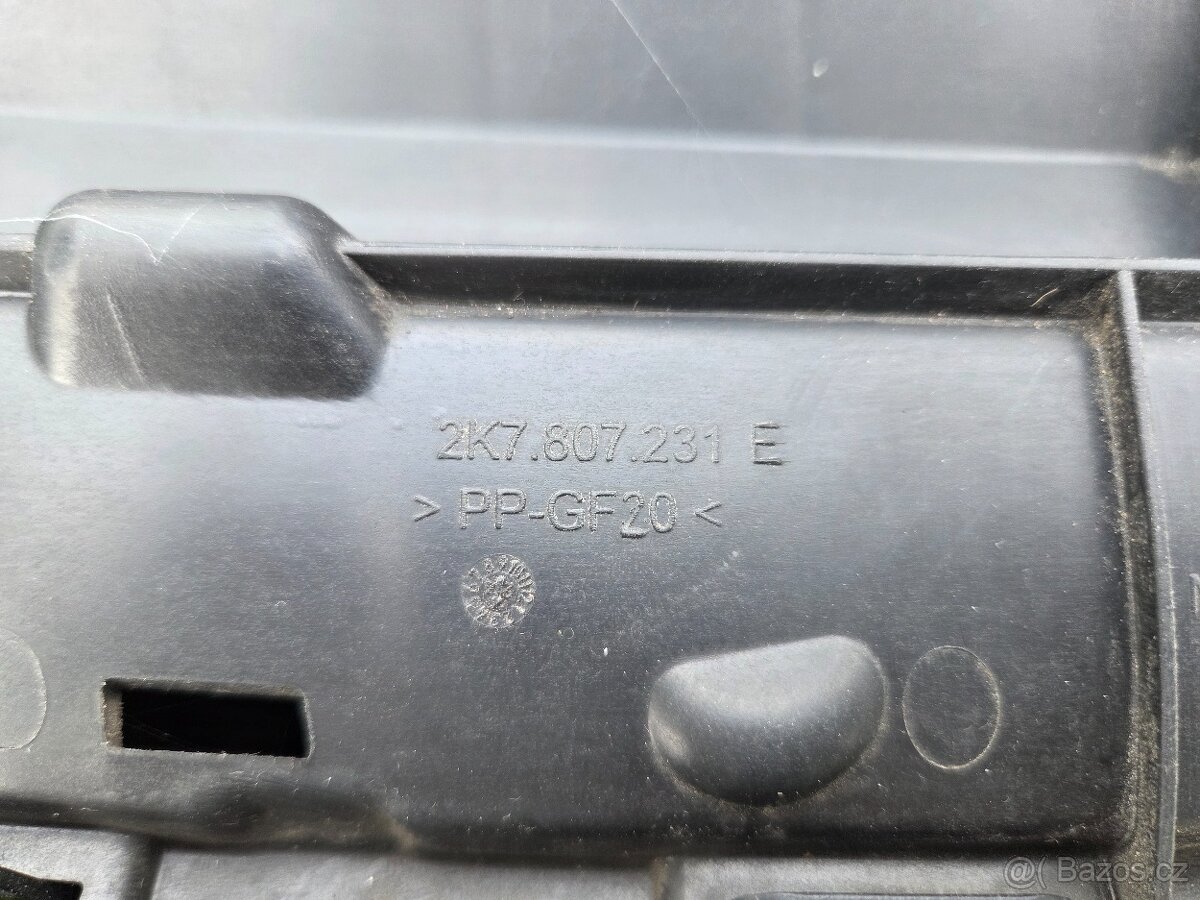 2K7.807.231 E
> PP-GF20 <
@( Bazos.cz